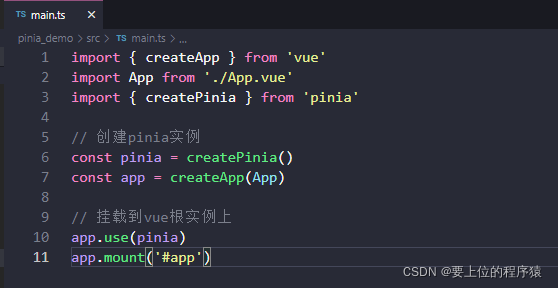 TS main.ts ×
pinia_demo > src > TS main.ts > ...
1 import { createApp } from 'vue'
2 import App from './App.vue'
3 import { createPinia } from 'pinia'
4
5 // 创建pinia实例
6 const pinia = createPinia()
7 const app = createApp(App)
8
9 // 挂载到vue根实例上
10 app.use(pinia)
11 app.mount('#app')
CSDN @要上位的程序猿